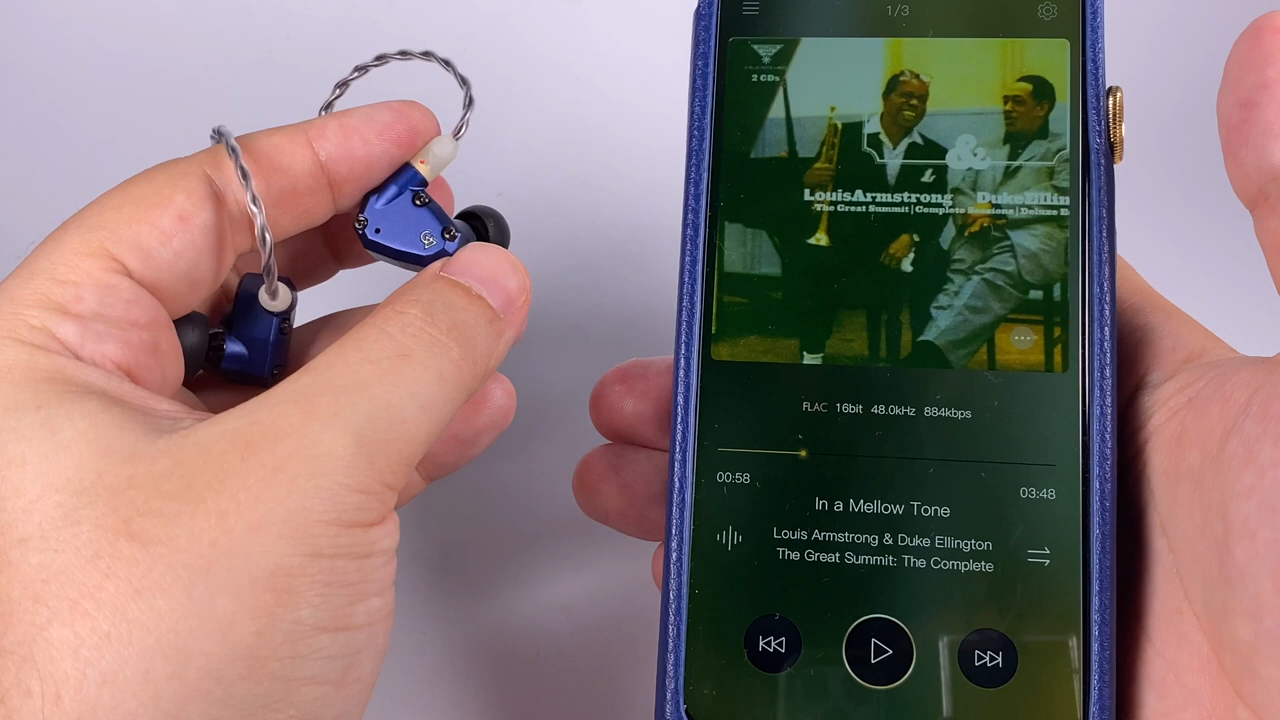 1/3
2 CDs
&
LouisArmstrong DukeEllin
The Great Summit | Complete Sessions | Deluxe E
FLAC 16bit 48.0kHz 884kbps
00:58
03:48
In a Mellow Tone
Louis Armstrong & Duke Ellington
The Great Summit: The Complete